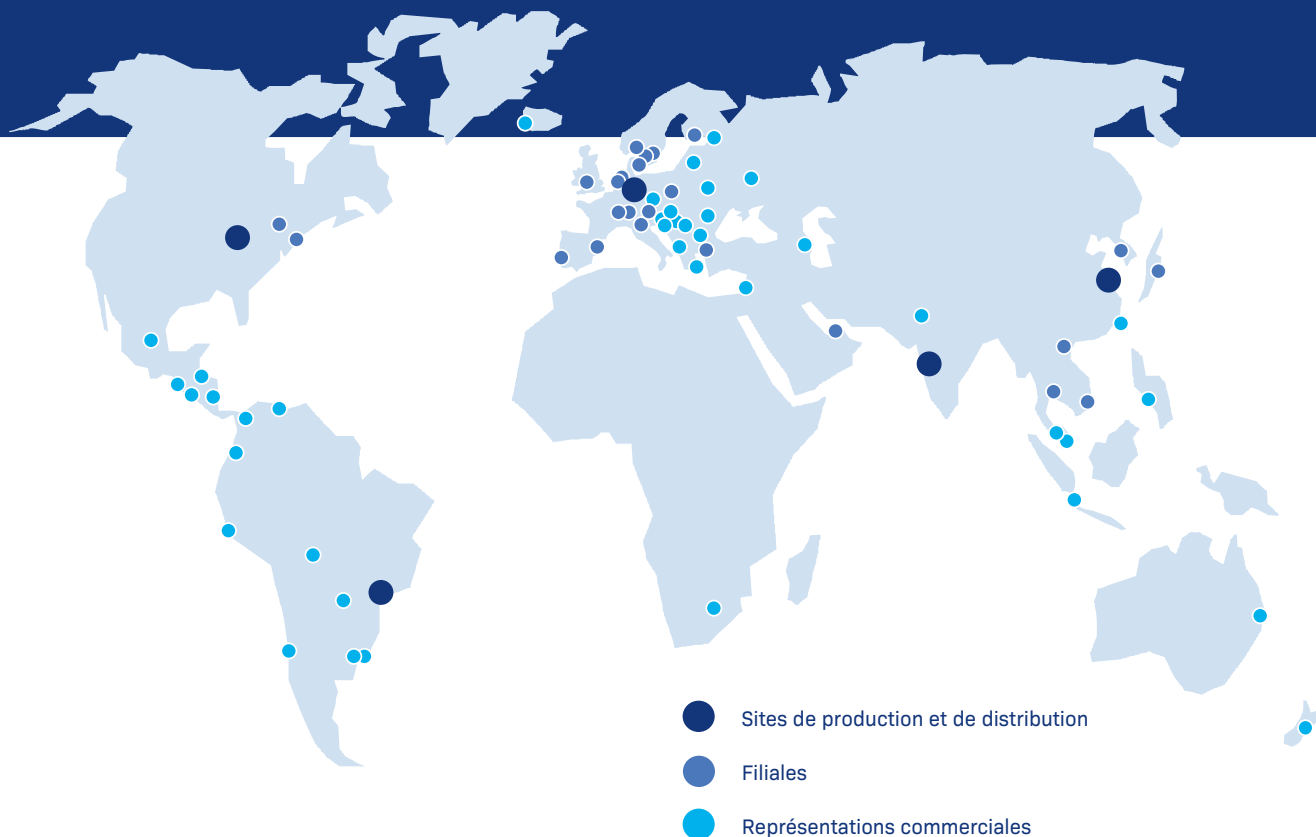 Sites de production et de distribution
Filiales
Représentations commerciales